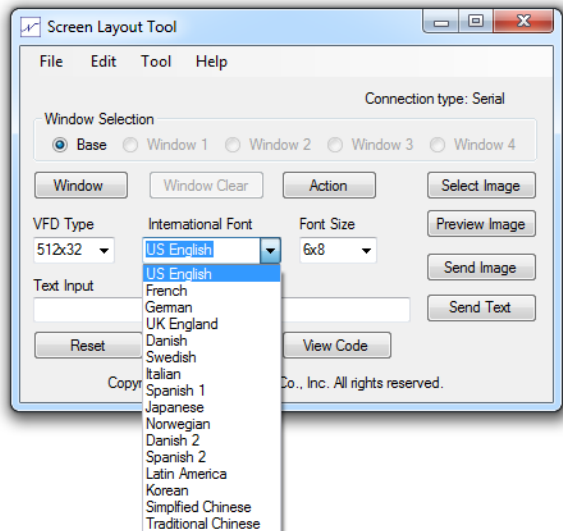 Screen Layout Tool
File Edit Tool Help
Connection type: Serial
Window Selection
Base Window 1 Window 2 Window 3 Window 4
Window Window Clear Action Select Image
VFD Type International Font Font Size Preview Image
512x32 US English 6x8
Send Image
US English
Text Input
French
German
Send Text
UK England
Danish
Reset View Code
Swedish
Italian
Co., Inc. All rights reserved.
Spanish 1
Japanese
Norwegian
Danish 2
Spanish 2
Latin America
Korean
Simplfied Chinese
Traditional Chinese